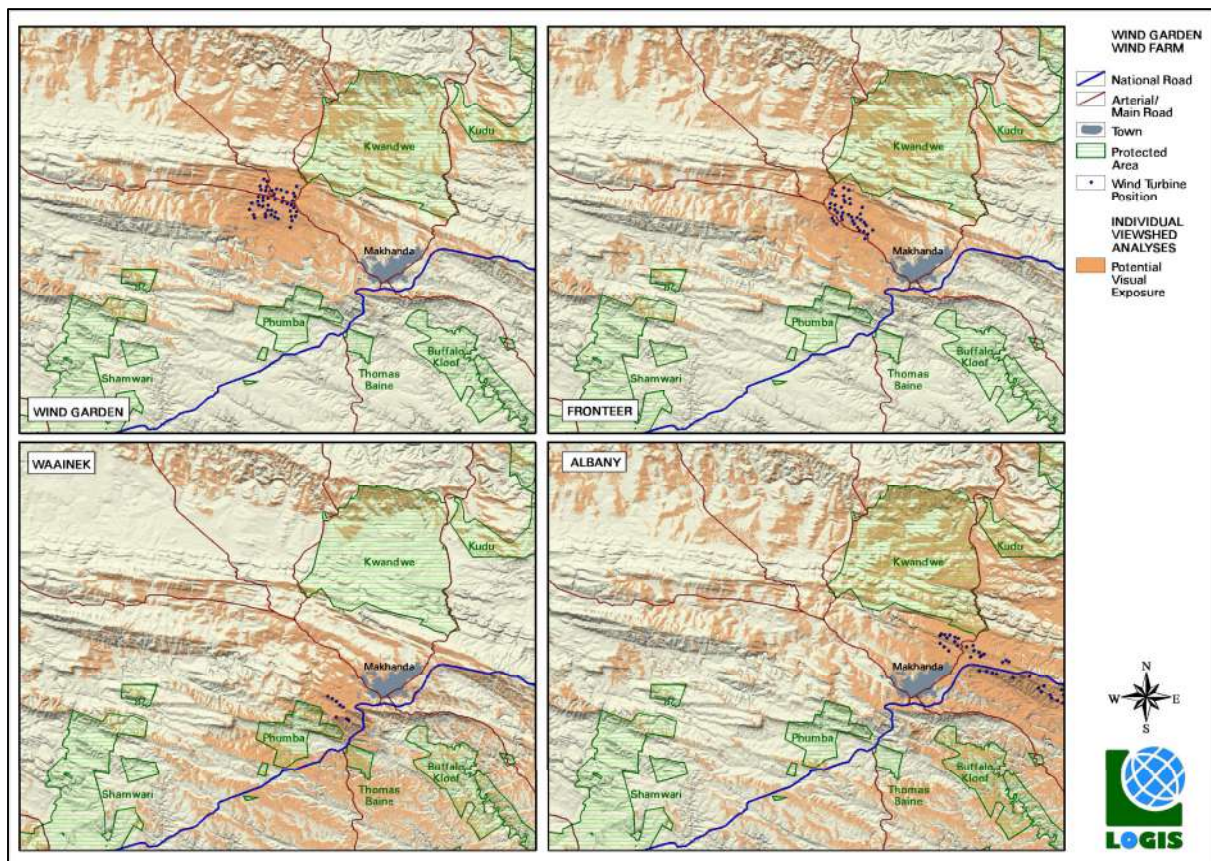 Kwandwe
Kudu
Makhanda
Phumba
Shamwari
Thomas
Baine
Buffalo
Kloof
WIND GARDEN
Kwandwe
Kudu
Makhanda
Phumba
Shamwari
Thomas
Baine
Buffalo
Kloof
FRONTEER
WAAINEK
Kwandwe
Kudu
Makhanda
Phumba
Shamwari
Thomas
Baine
Buffalo
Kloof
ALBANY
Kwandwe
Kudu
Makhanda
Phumba
Shamwari
Thomas
Baine
Buffalo
Kloof
WIND GARDEN
WIND FARM
National Road
Arterial/
Main Road
Town
Protected
Area
Wind Turbine
Position
INDIVIDUAL
VIEWSHED
ANALYSES
Potential
Visual
Exposure
N
W E
S
LOGIS